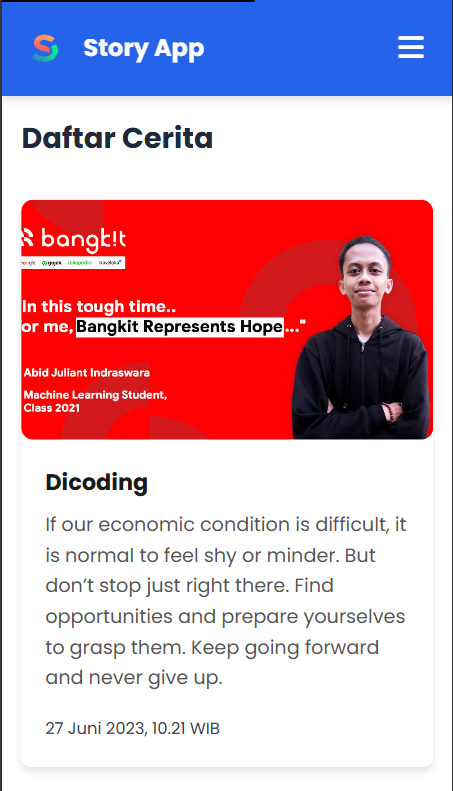 Story App
Daftar Cerita
bangk!t
gojek tokopedia traveloka
In this tough time..
or me, Bangkit Represents Hope..."
Abid Juliant Indraswara
Machine Learning Student,
Class 2021
Dicoding
If our economic condition is difficult, it
is normal to feel shy or minder. But
don’t stop just right there. Find
opportunities and prepare yourselves
to grasp them. Keep going forward
and never give up.
27 Juni 2023, 10.21 WIB